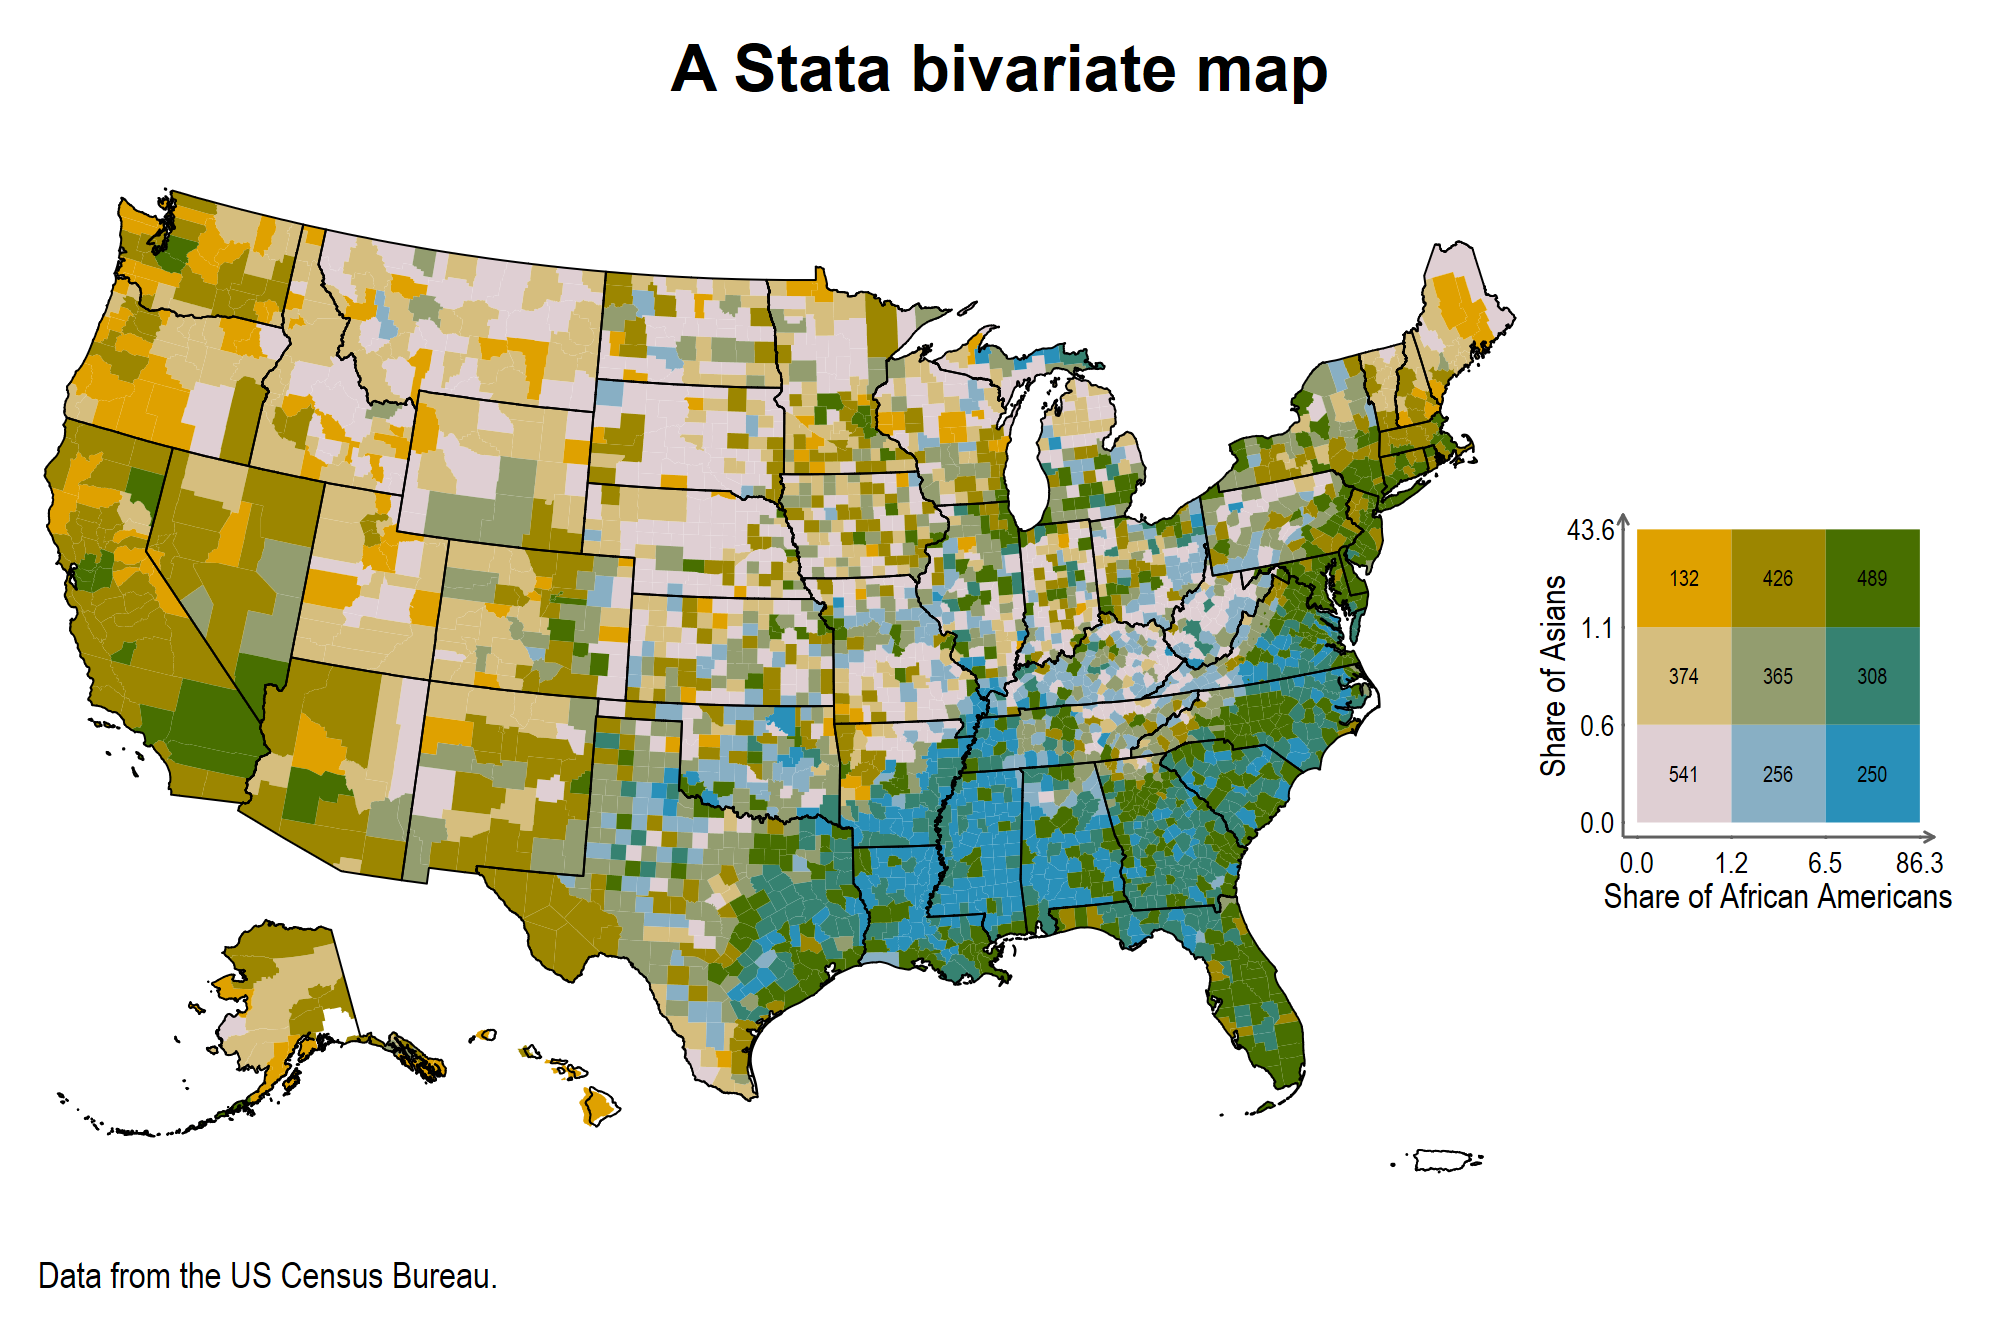 A Stata bivariate map
43.6
132 426 489
1.1
374 365 308
0.6
541 256 250
0.0
Share of Asians
0.0 1.2 6.5 86.3
Share of African Americans
Data from the US Census Bureau.